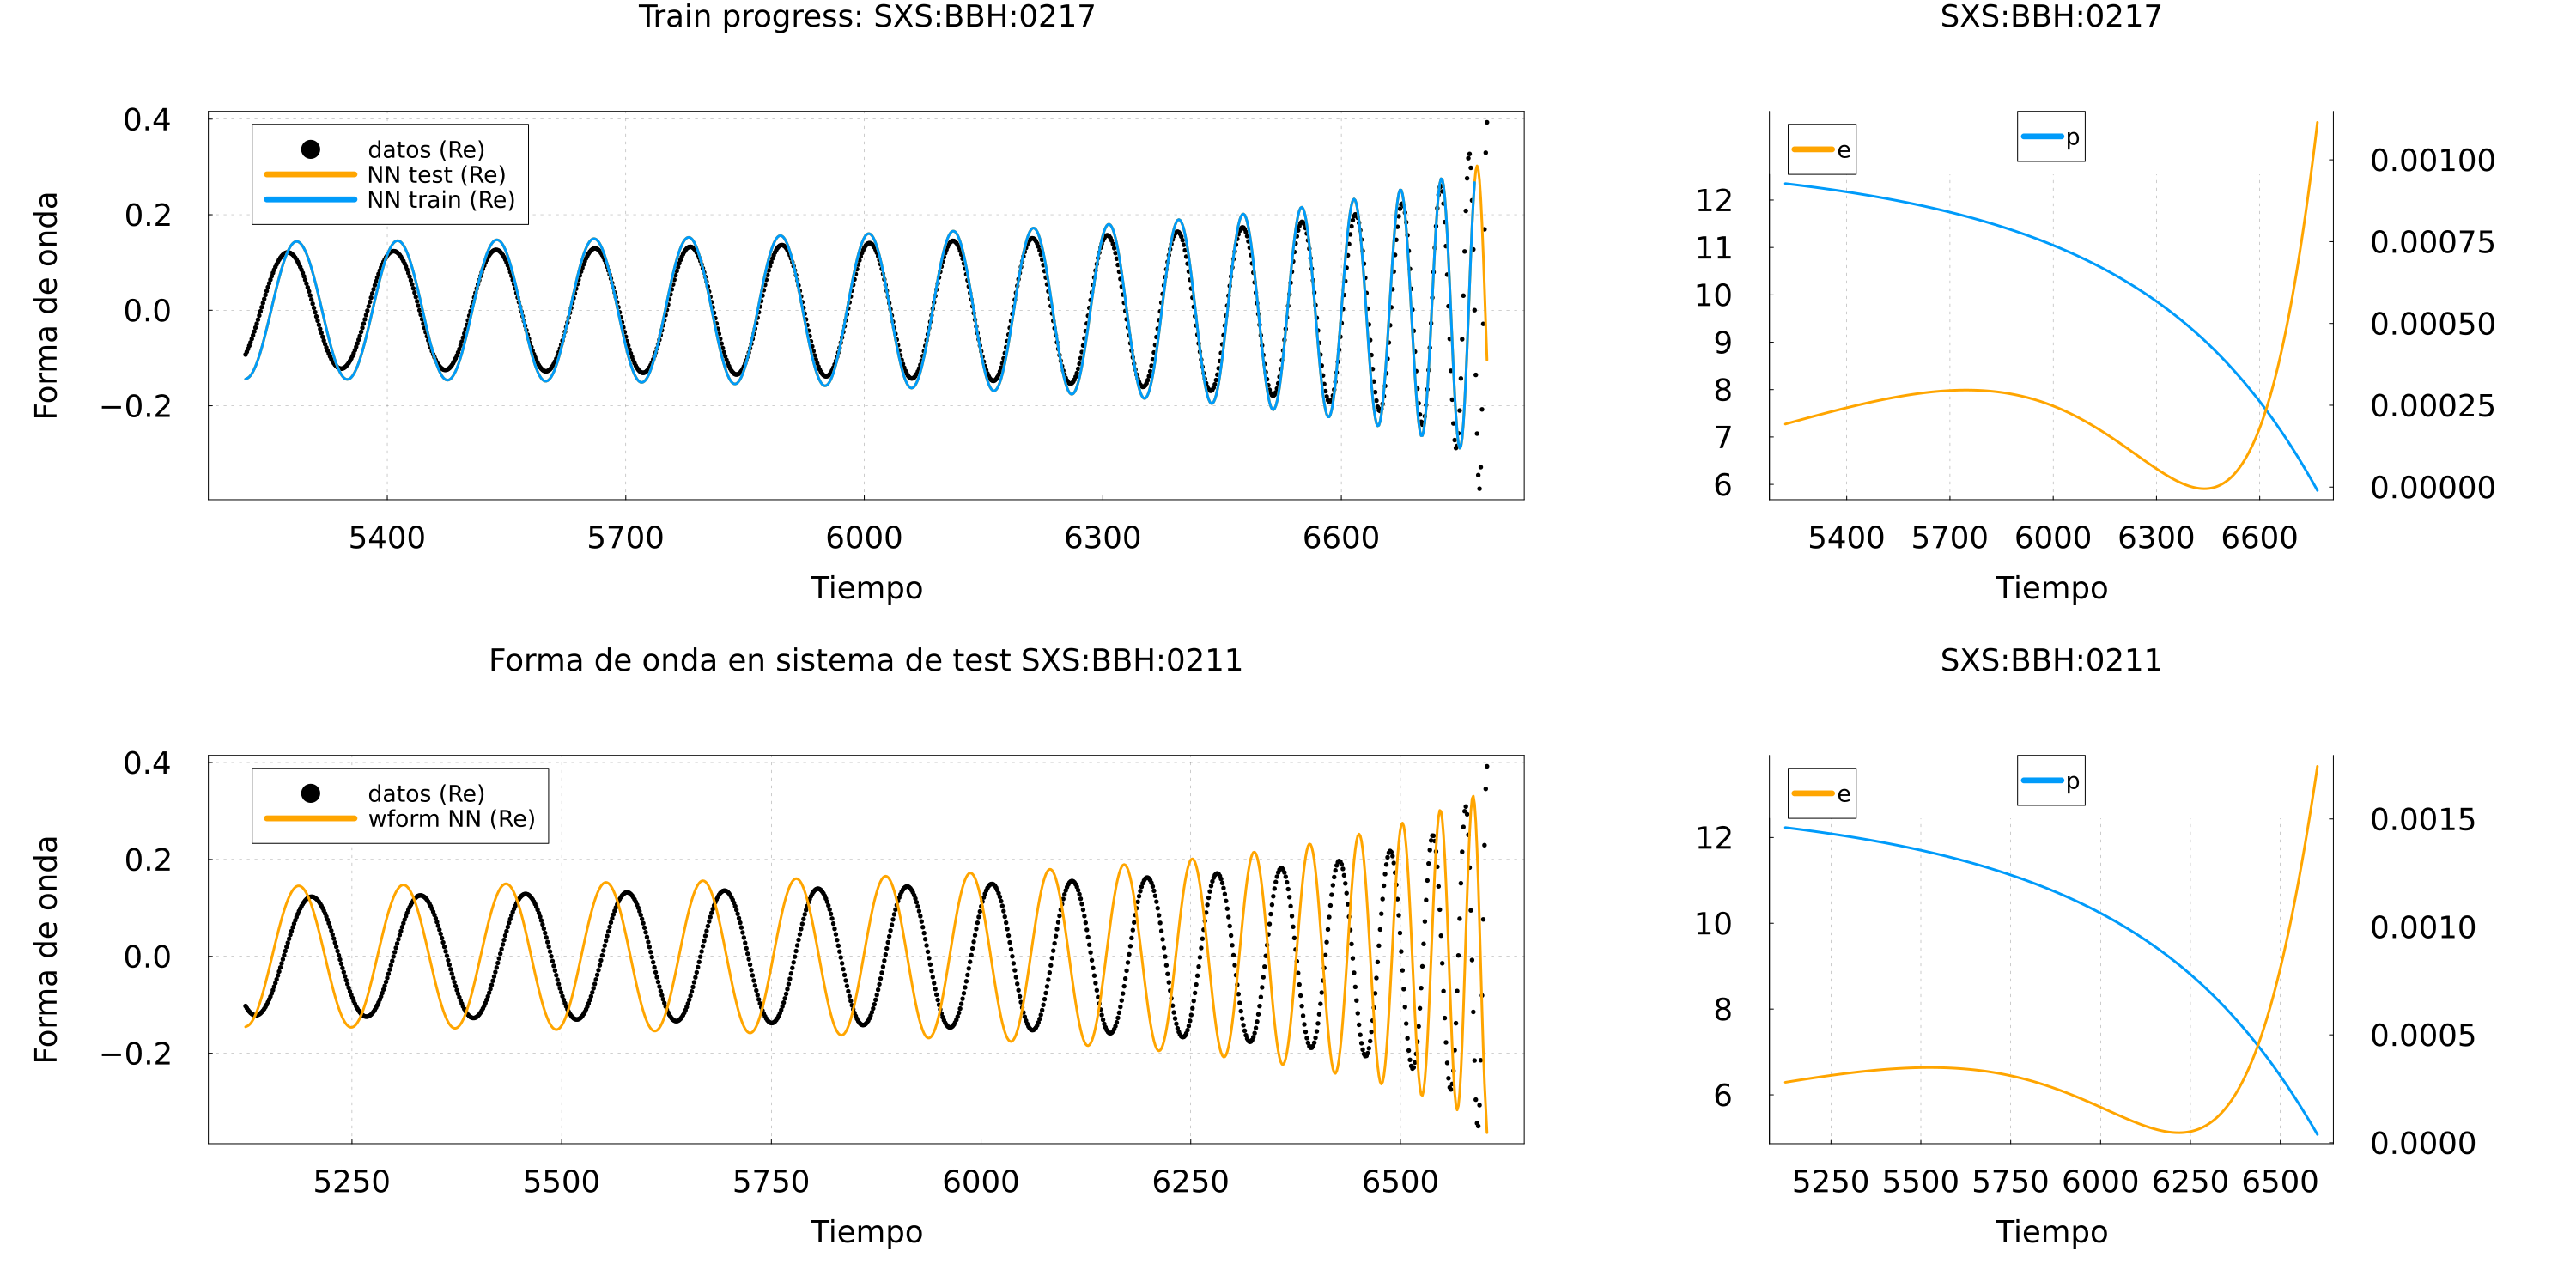 Train progress: SXS:BBH:0217
Forma de onda
0.4
0.2
0.0
−0.2
datos (Re)
NN test (Re)
NN train (Re)
5400 5700 6000 6300 6600
Tiempo
SXS:BBH:0217
12
11
10
9
8
7
6
e
p
0.00100
0.00075
0.00050
0.00025
0.00000
5400 5700 6000 6300 6600
Tiempo
Forma de onda en sistema de test SXS:BBH:0211
Forma de onda
0.4
0.2
0.0
−0.2
datos (Re)
wform NN (Re)
5250 5500 5750 6000 6250 6500
Tiempo
SXS:BBH:0211
12
10
8
6
e
p
0.0015
0.0010
0.0005
0.0000
5250 5500 5750 6000 6250 6500
Tiempo